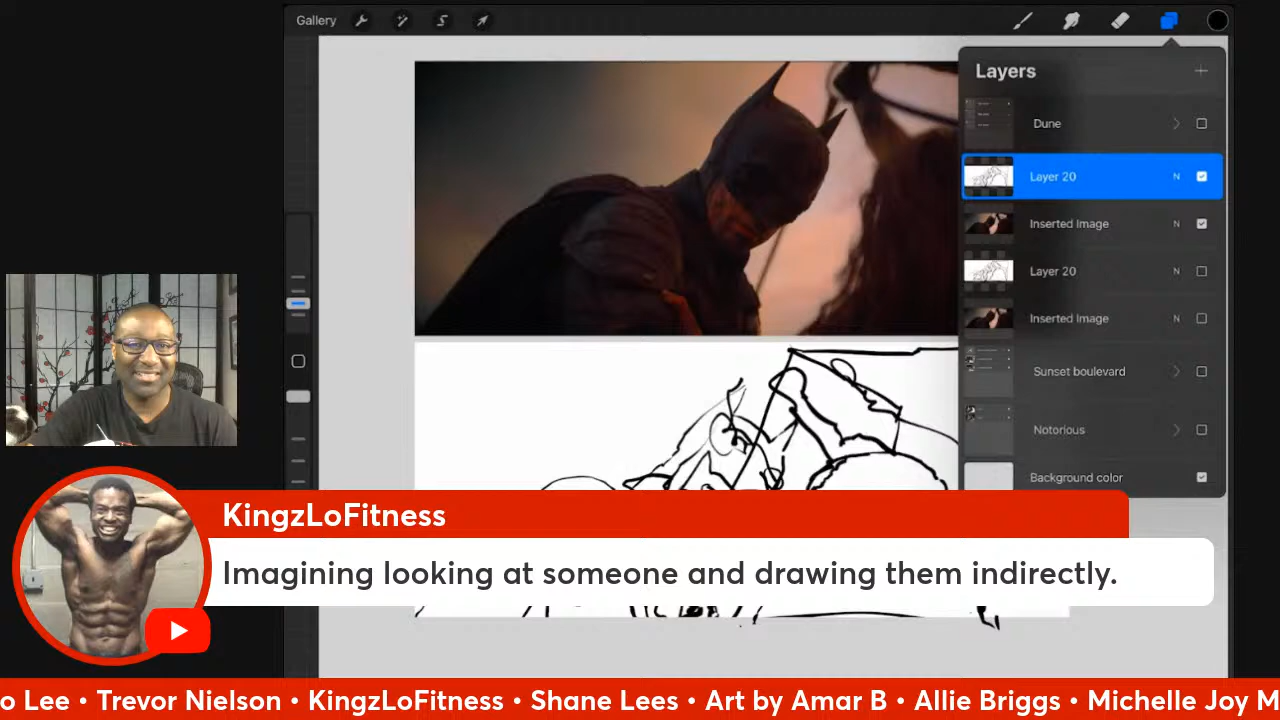 Gallery
Layers
Dune
Layer 20 N
Inserted Image N
Layer 20 N
Inserted Image N
Sunset boulevard
Notorious
Background color
KingzLoFitness
Imagining looking at someone and drawing them indirectly.
o Lee • Trevor Nielson • KingzLoFitness • Shane Lees • Art by Amar B • Allie Briggs • Michelle Joy M